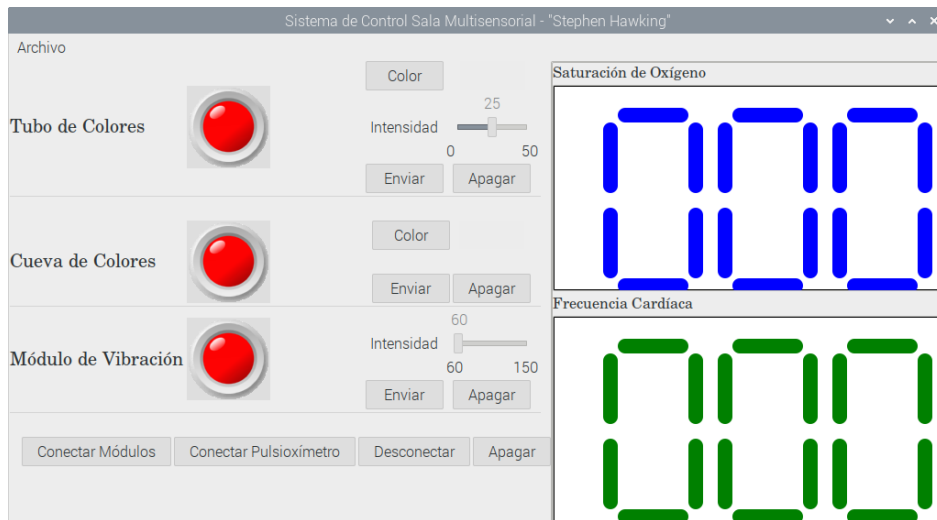 Sistema de Control Sala Multisensorial - "Stephen Hawking"
Archivo
Tubo de Colores
Color
25
Intensidad
0 50
Enviar Apagar
Cueva de Colores
Color
Enviar Apagar
Módulo de Vibración
60
Intensidad
60 150
Enviar Apagar
Conectar Módulos Conectar Pulsioxímetro Desconectar Apagar
Saturación de Oxígeno
000
Frecuencia Cardíaca
000